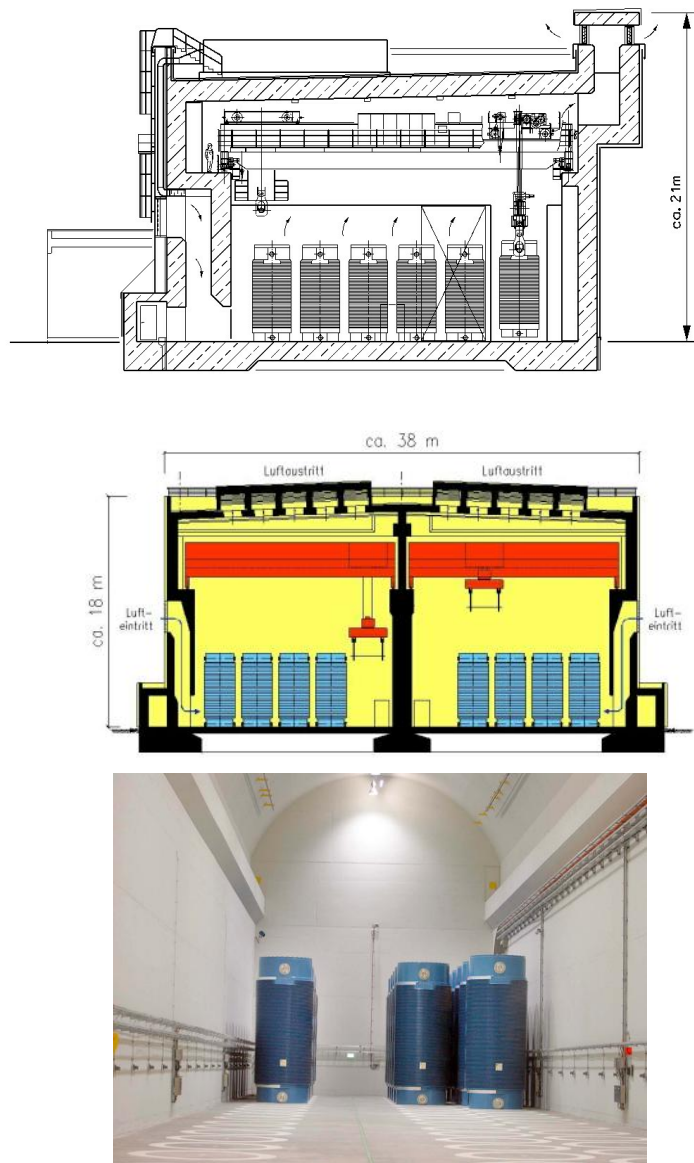 ca. 21m
ca. 38 m
Luftaustritt
Luftaustritt
ca. 18 m
Luft-
eintritt
Luft-
eintritt